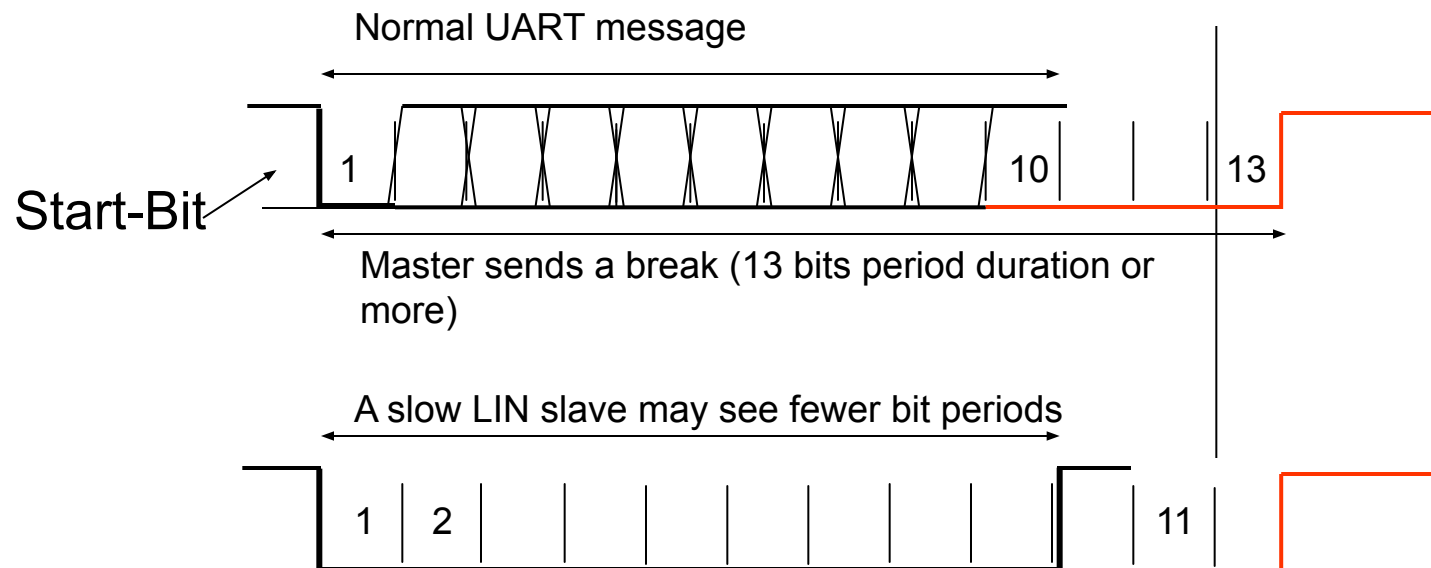 Normal UART message
1
10
13
Start-Bit
Master sends a break (13 bits period duration or
more)
A slow LIN slave may see fewer bit periods
1
2
11